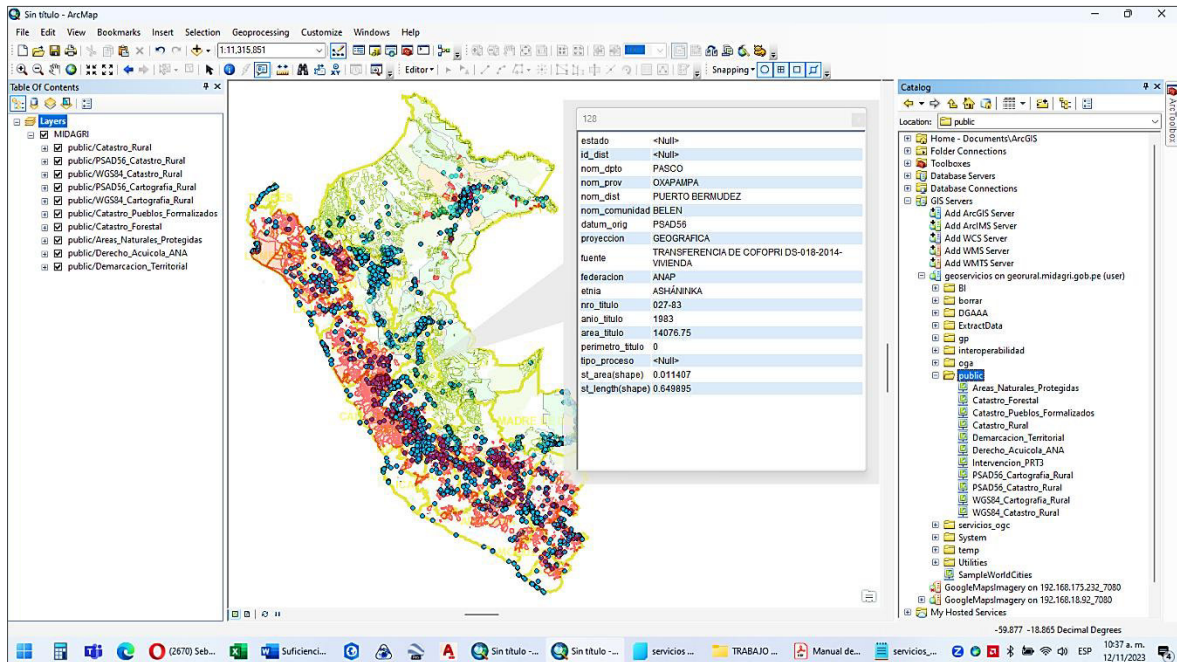 Sin título - ArcMap
File Edit View Bookmarks Insert Selection Geoprocessing Customize Windows Help
1:11,315,851
Editor
Snapping
Table Of Contents
Layers
MIDAGRI
public/Catastro_Rural
public/PSAD56_Catastro_Rural
public/WGS84_Catastro_Rural
public/PSAD56_Cartografia_Rural
public/WGS84_Cartografia_Rural
public/Catastro_Pueblos_Formalizados
public/Catastro_Forestal
public/Areas_Naturales_Protegidas
public/Derecho_Acuicola_ANA
public/Demarcacion_Territorial
MADRE
128
estado <Null>
id_dist <Null>
nom_dpto PASCO
nom_prov OXAPAMPA
nom_dist PUERTO BERMUDEZ
nom_comunidad BELEN
datum_orig PSAD56
proyeccion GEOGRAFICA
fuente TRANSFERENCIA DE COFOPRI DS-018-2014-
VIVIENDA
federacion ANAP
etnia ASHÁNINKA
nro_titulo 027-83
anio_titulo 1983
area_titulo 14076.75
perimetro_titulo 0
tipo_proceso <Null>
st_area(shape) 0.011407
st_length(shape) 0.649895
Catalog
Location: public
Home - Documents\ArcGIS
Folder Connections
Toolboxes
Database Servers
Database Connections
GIS Servers
Add ArcGIS Server
Add ArcIMS Server
Add WCS Server
Add WMS Server
Add WMTS Server
geoservicios on georural.midagri.gob.pe (user)
BI
borrar
DGAAA
ExtractData
gp
interoperabilidad
oga
public
Areas_Naturales_Protegidas
Catastro_Forestal
Catastro_Pueblos_Formalizados
Catastro_Rural
Demarcacion_Territorial
Derecho_Acuicola_ANA
Intervencion_PRT3
PSAD56_Cartografia_Rural
PSAD56_Catastro_Rural
WGS84_Cartografia_Rural
WGS84_Catastro_Rural
servicios_ogc
System
temp
Utilities
SampleWorldCities
GoogleMapsImagery on 192.168.175.232_7080
GoogleMapsImagery on 192.168.18.92_7080
My Hosted Services
ArcToolbox
-59.877 -18.865 Decimal Degrees
(2670) Seb...
Suficienci...
Sin título -...
Sin título -...
servicios ...
TRABAJO ...
Manual de...
servicios_...
ESP
10:37 a. m.
12/11/2023